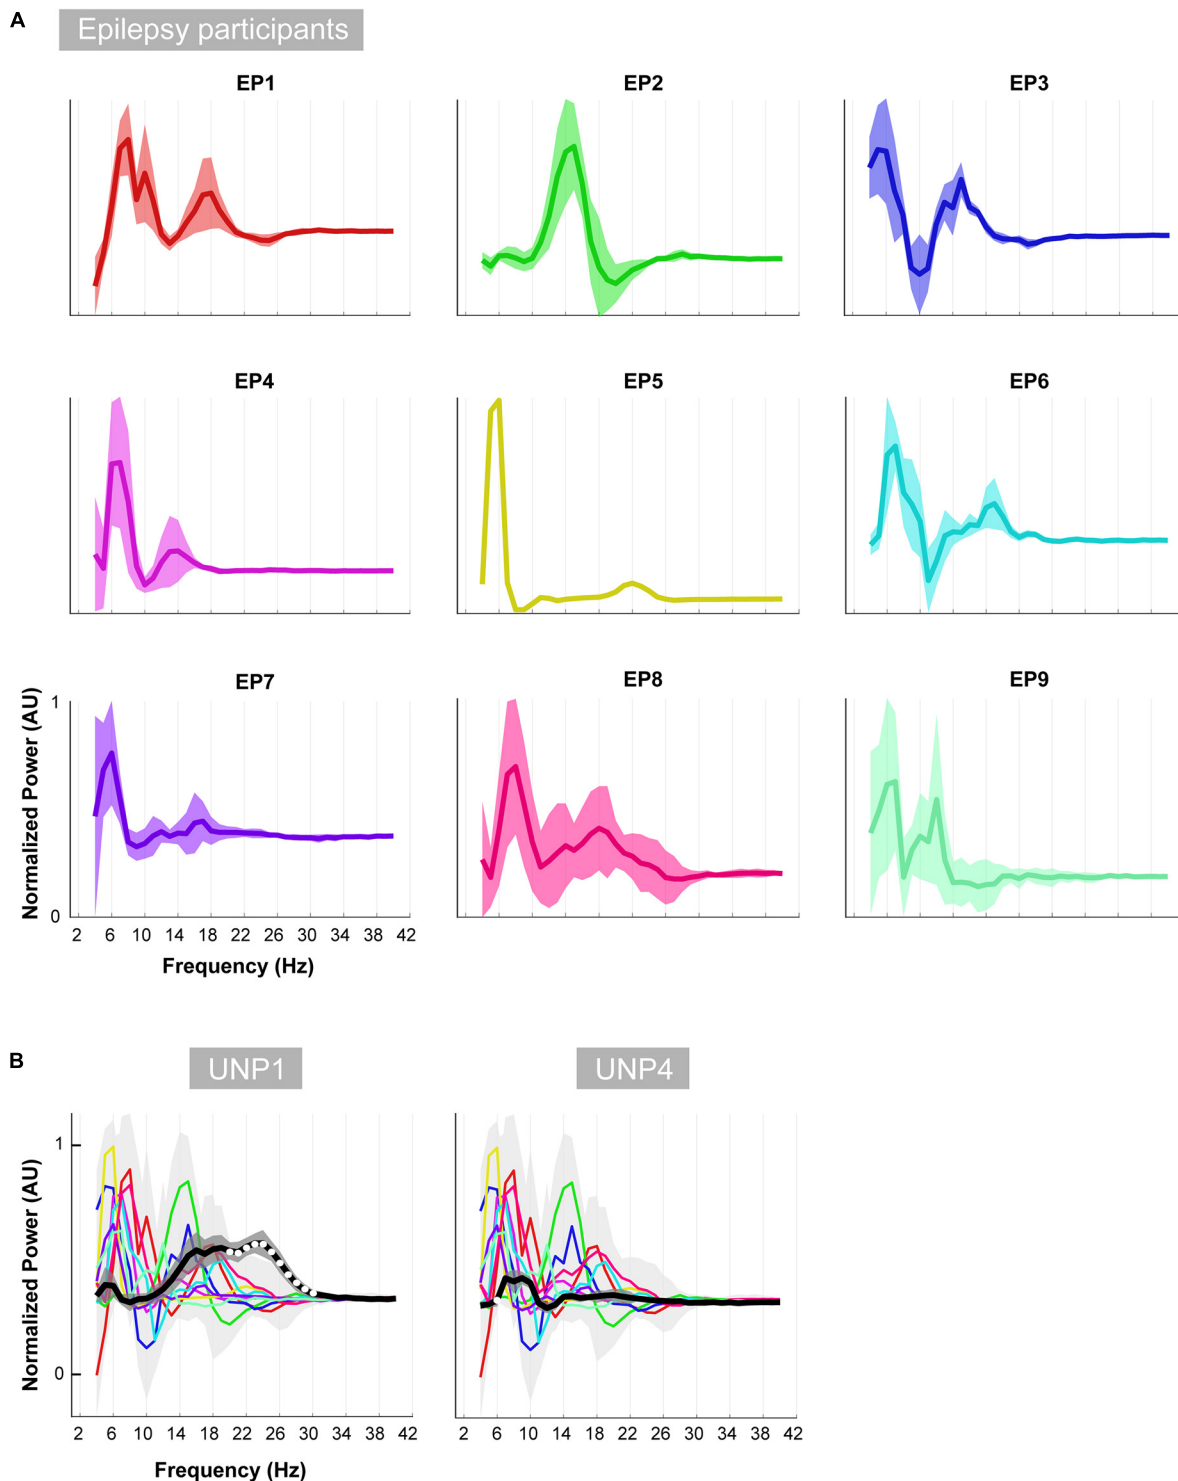 A
Epilepsy participants
EP1
EP2
EP3
EP4
EP5
EP6
EP7
EP8
EP9
Normalized Power (AU)
1
0
2 6 10 14 18 22 26 30 34 38 42
Frequency (Hz)
B
UNP1
UNP4
Normalized Power (AU)
1
0
2 6 10 14 18 22 26 30 34 38 42
2 6 10 14 18 22 26 30 34 38 42
Frequency (Hz)